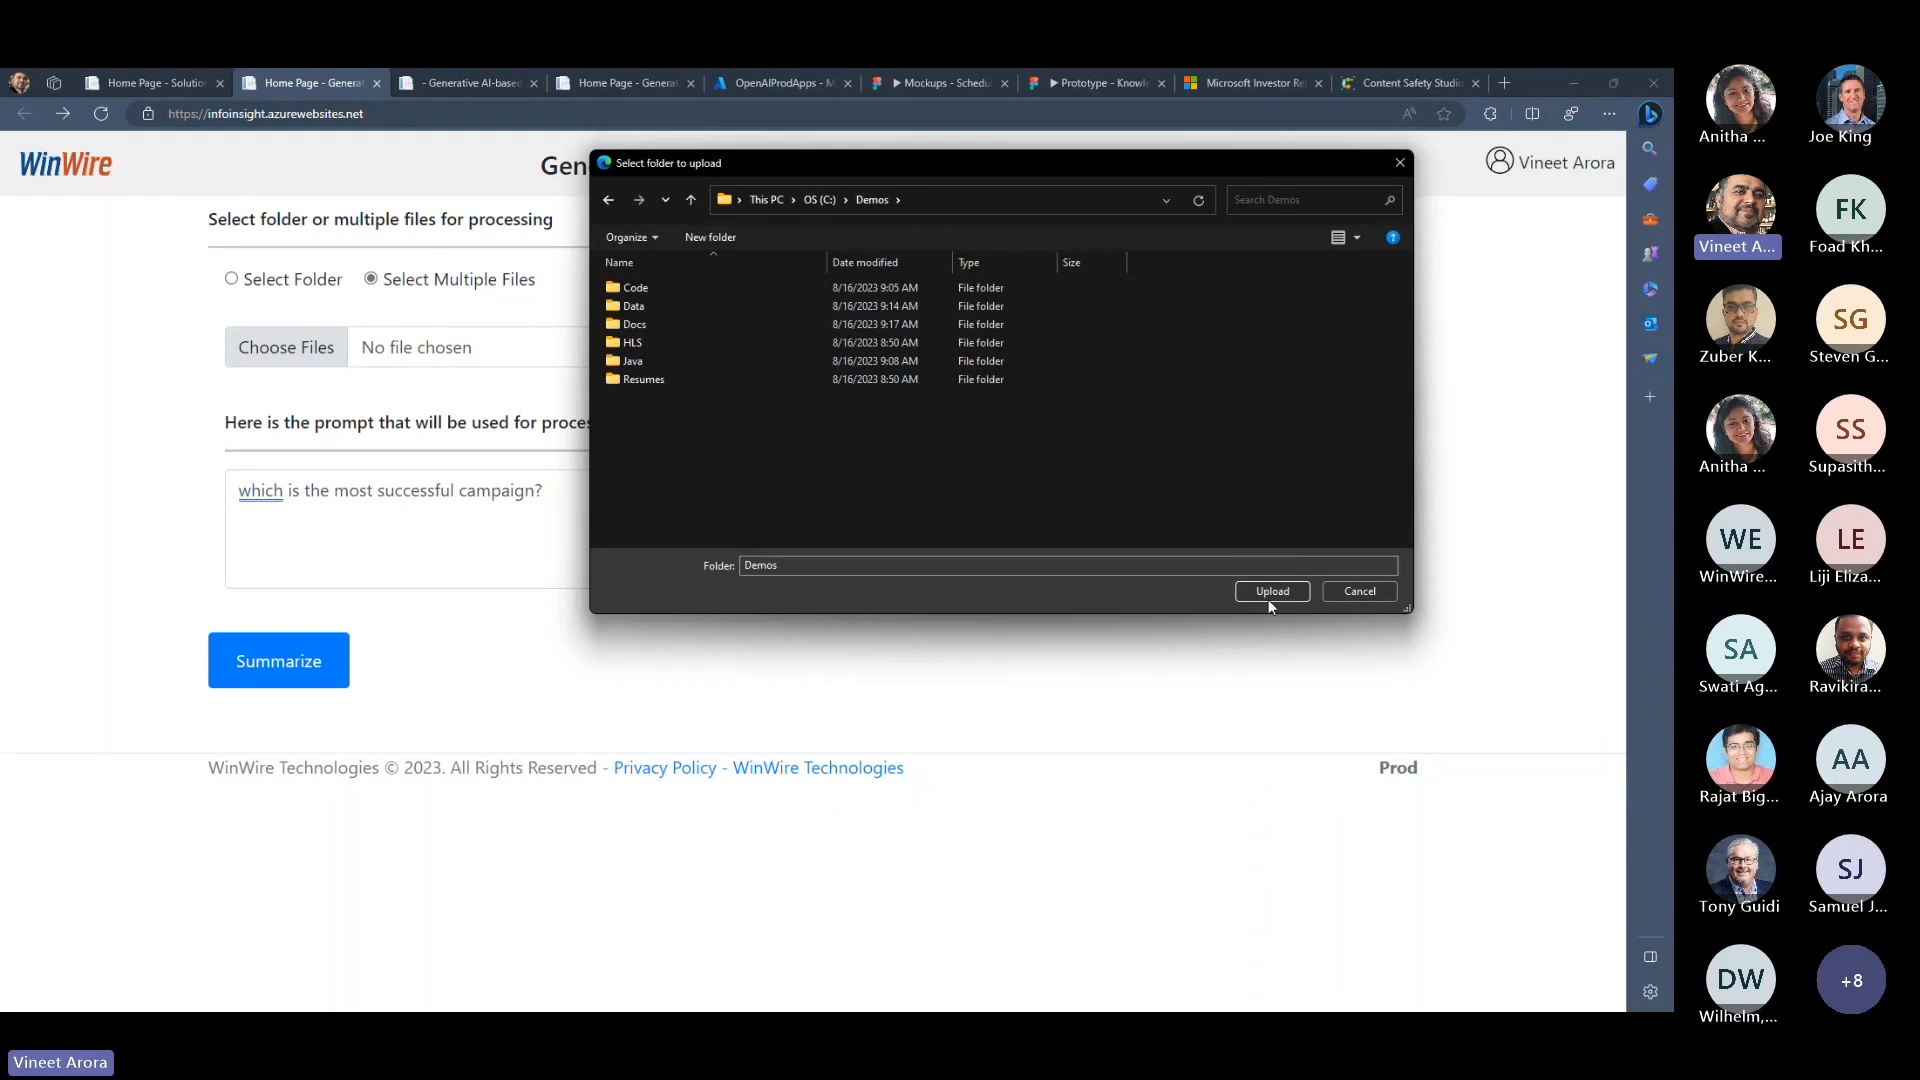 Home Page - Solution
Home Page - Generat
- Generative AI-based
Home Page - Generat
OpenAIProdApps - M
▶ Mockups - Schedu
▶ Prototype - Knowle
Microsoft Investor Rel
Content Safety Studio
https://infoinsight.azurewebsites.net
WinWire
Gen
Vineet Arora
Select folder or multiple files for processing
Select Folder
Select Multiple Files
Choose Files
No file chosen
Here is the prompt that will be used for proces
which is the most successful campaign?
Summarize
WinWire Technologies © 2023. All Rights Reserved - Privacy Policy - WinWire Technologies
Prod
Select folder to upload
This PC > OS (C:) > Demos >
Search Demos
Organize
New folder
Name Date modified Type Size
Code 8/16/2023 9:05 AM File folder
Data 8/16/2023 9:14 AM File folder
Docs 8/16/2023 9:17 AM File folder
HLS 8/16/2023 8:50 AM File folder
Java 8/16/2023 9:08 AM File folder
Resumes 8/16/2023 8:50 AM File folder
Folder: Demos
Upload
Cancel
Anitha ...
Joe King
Vineet A...
FK
Foad Kh...
Zuber K...
SG
Steven G...
Anitha ...
SS
Supasith...
WE
WinWire...
LE
Liji Eliza...
SA
Swati Ag...
Ravikira...
Rajat Big...
AA
Ajay Arora
Tony Guidi
SJ
Samuel J...
DW
Wilhelm,...
+8
Vineet Arora